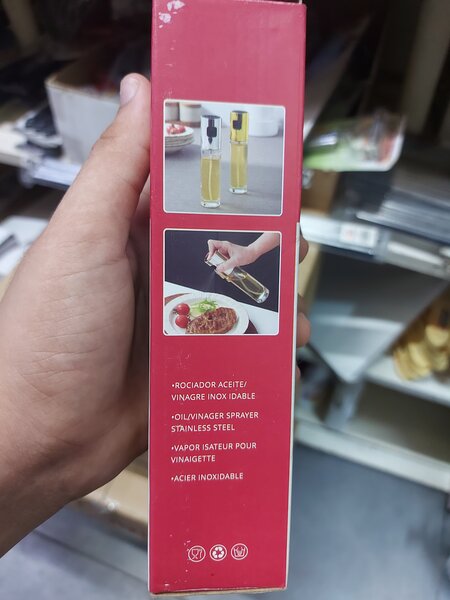 •ROCIADOR ACEITE/
VINAGRE INOX IDABLE
•OIL/VINAGER SPRAYER
STAINLESS STEEL
•VAPOR ISATEUR POUR
VINAIGETTE
•ACIER INOXIDABLE